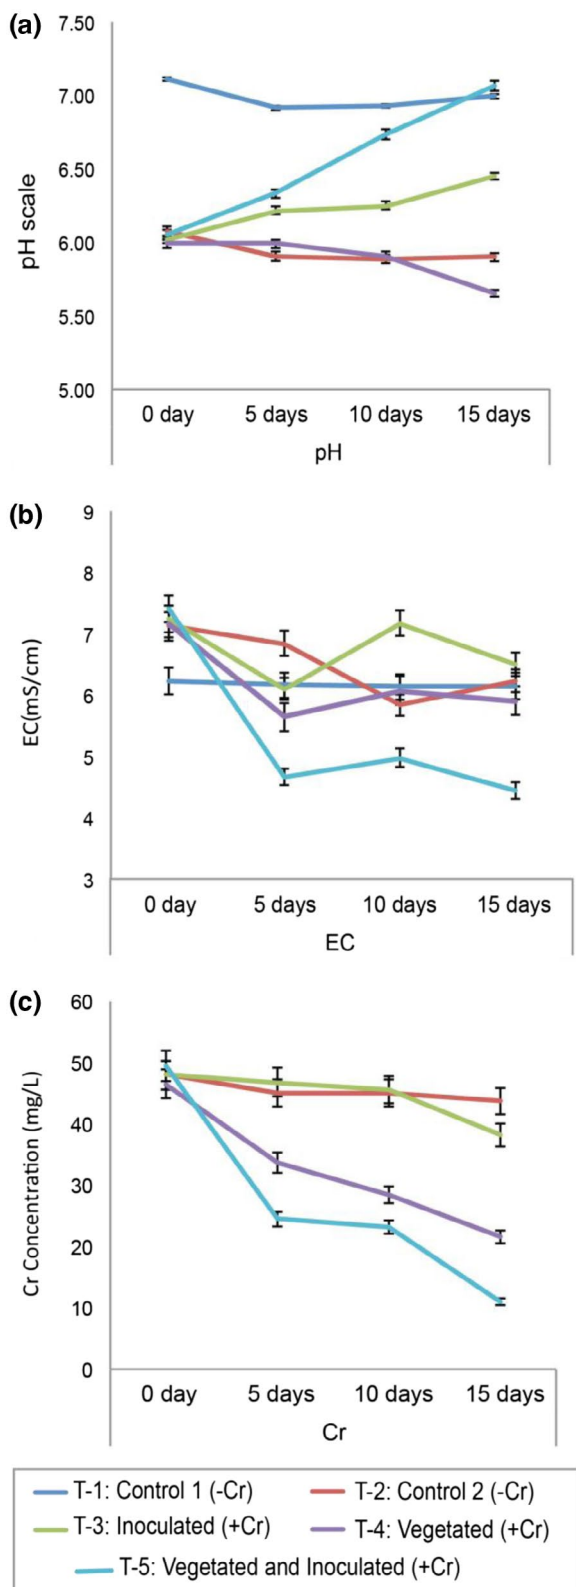 (a)
7.50
7.00
6.50
6.00
5.50
5.00
pH scale
0 day 5 days 10 days 15 days
pH
(b)
9
8
7
6
5
4
3
EC(mS/cm)
0 day 5 days 10 days 15 days
EC
(c)
60
50
40
30
20
10
0
Cr Concentration (mg/L)
0 day 5 days 10 days 15 days
Cr
T-1: Control 1 (-Cr) T-2: Control 2 (-Cr)
T-3: Inoculated (+Cr) T-4: Vegetated (+Cr)
T-5: Vegetated and Inoculated (+Cr)